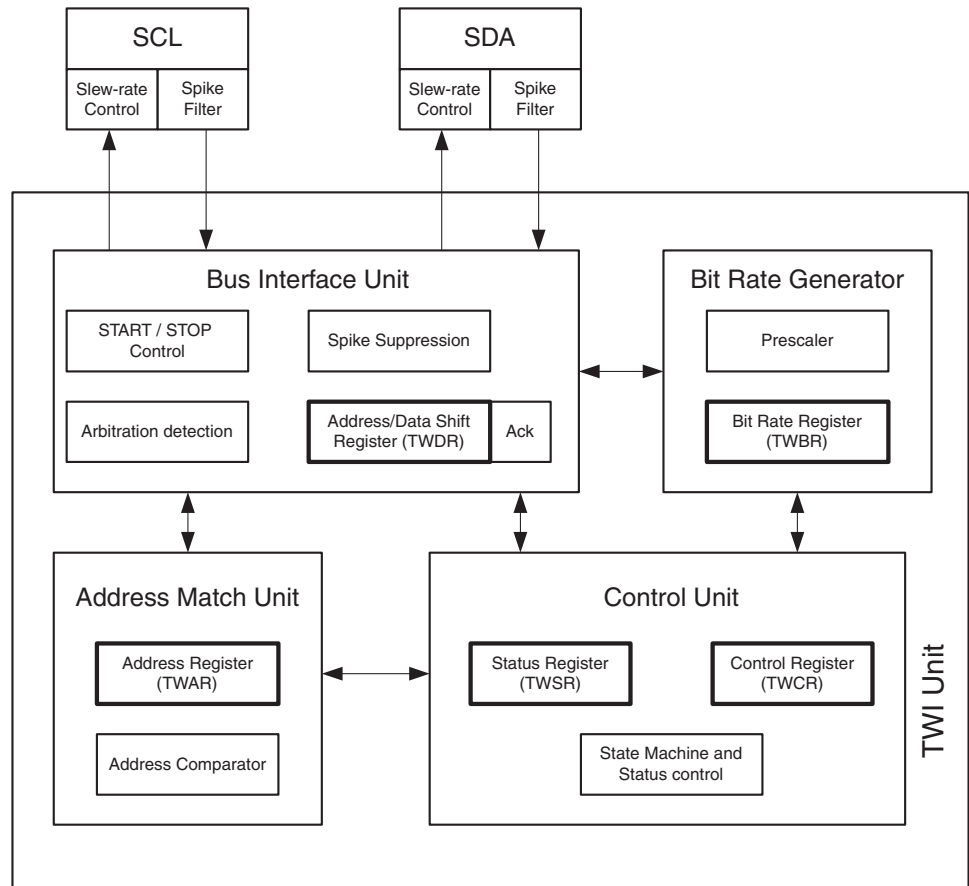 SCL
Slew-rate
Control
Spike
Filter
SDA
Slew-rate
Control
Spike
Filter
Bus Interface Unit
START / STOP
Control
Spike Suppression
Arbitration detection
Address/Data Shift
Register (TWDR)
Ack
Bit Rate Generator
Prescaler
Bit Rate Register
(TWBR)
Address Match Unit
Address Register
(TWAR)
Address Comparator
Control Unit
Status Register
(TWSR)
Control Register
(TWCR)
State Machine and
Status control
TWI Unit